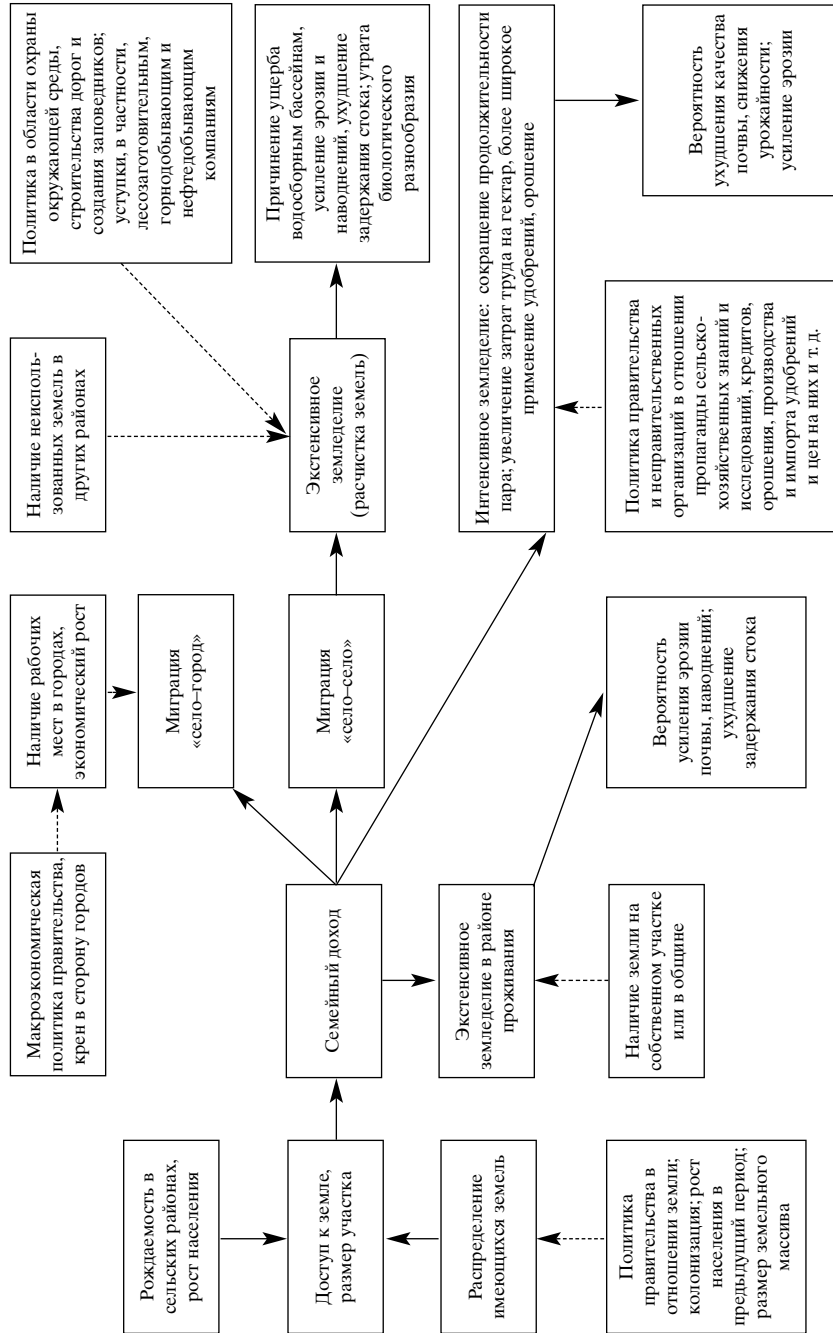 Рождаемость в
сельских районах,
рост населения
Доступ к земле,
размер участка
Распределение
имеющихся земель
Политика
правительства в
отношении земли;
колонизация; рост
населения в
предыдущий период;
размер земельного
массива
Макроэкономическая
политика правительства,
крен в сторону городов
Семейный доход
Экстенсивное
земледелие в районе
проживания
Наличие земли на
собственном участке
или в общине
Наличие рабочих
мест в городах,
экономический рост
Миграция
«село–город»
Миграция
«село–село»
Вероятность
усиления эрозии
почвы, наводнений;
ухудшение
задержания стока
Наличие неисполь-
зованных земель в
других районах
Экстенсивное
земледелие
(расчистка земель)
Политика правительства
и неправительственных
организаций в отношении
пропаганды сельско-
хозяйственных знаний и
исследований, кредитов,
орошения, производства
и импорта удобрений
и цен на них и т. д.
Политика в области охраны
окружающей среды,
строительства дорог и
создания заповедников;
уступки, в частности,
лесозаготовительным,
горнодобывающим и
нефтедобывающим
компаниям
Причинение ущерба
водосборным бассейнам,
усиление эрозии и
наводнений, ухудшение
задержания стока; утрата
биологического
разнообразия
Интенсивное земледелие: сокращение продолжительности
пара; увеличение затрат труда на гектар, более широкое
применение удобрений, орошение
Вероятность
ухудшения качества
почвы, снижения
урожайности;
усиление эрозии